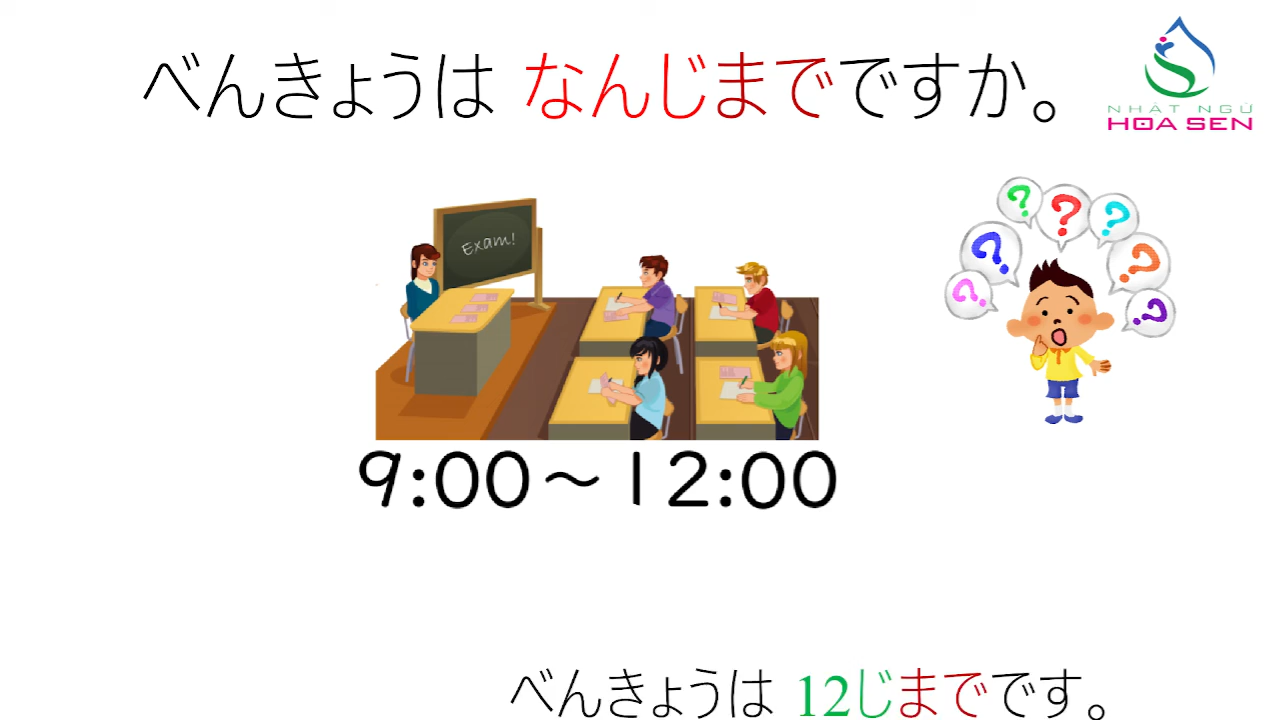 べんきょうは なんじまでですか。
NHẬT NGỮ
HOA SEN
Exam!
? ? ? ? ? ? ?
9:00～12:00
べんきょうは 12じまでです。